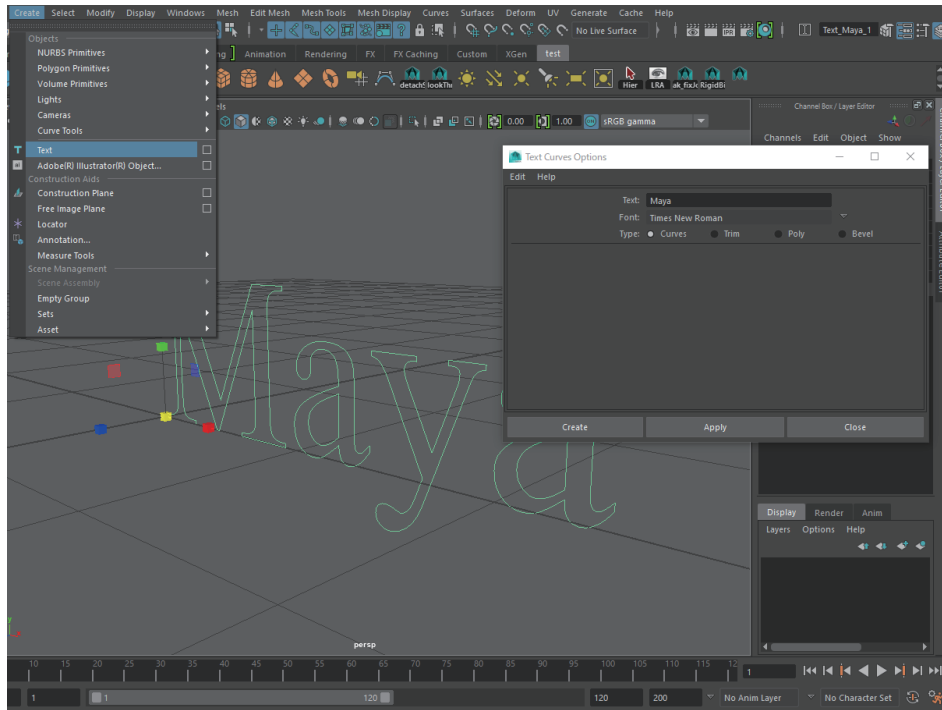 Create Select Modify Display Windows Mesh Edit Mesh Mesh Tools Mesh Display Curves Surfaces Deform UV Generate Cache Help
No Live Surface Text_Maya_1
Animation Rendering FX FX Caching Custom XGen test
Hier LRA ak_fixJc RigidBi
Objects
NURBS Primitives
Polygon Primitives
Volume Primitives
Lights
Cameras
Curve Tools
Text
Adobe(R) Illustrator(R) Object...
Construction Aids
Construction Plane
Free Image Plane
Locator
Annotation...
Measure Tools
Scene Management
Scene Assembly
Empty Group
Sets
Asset
0.00 1.00 sRGB gamma
Channel Box / Layer Editor
Channels Edit Object Show
Text Curves Options
Edit Help
Text: Maya
Font: Times New Roman
Type: Curves Trim Poly Bevel
Create Apply Close
Maya
Display Render Anim
Layers Options Help
persp
10 15 20 25 30 35 40 45 50 55 60 65 70 75 80 85 90 95 100 105 110 115 12 1
1 1 120 120 200 No Anim Layer No Character Set